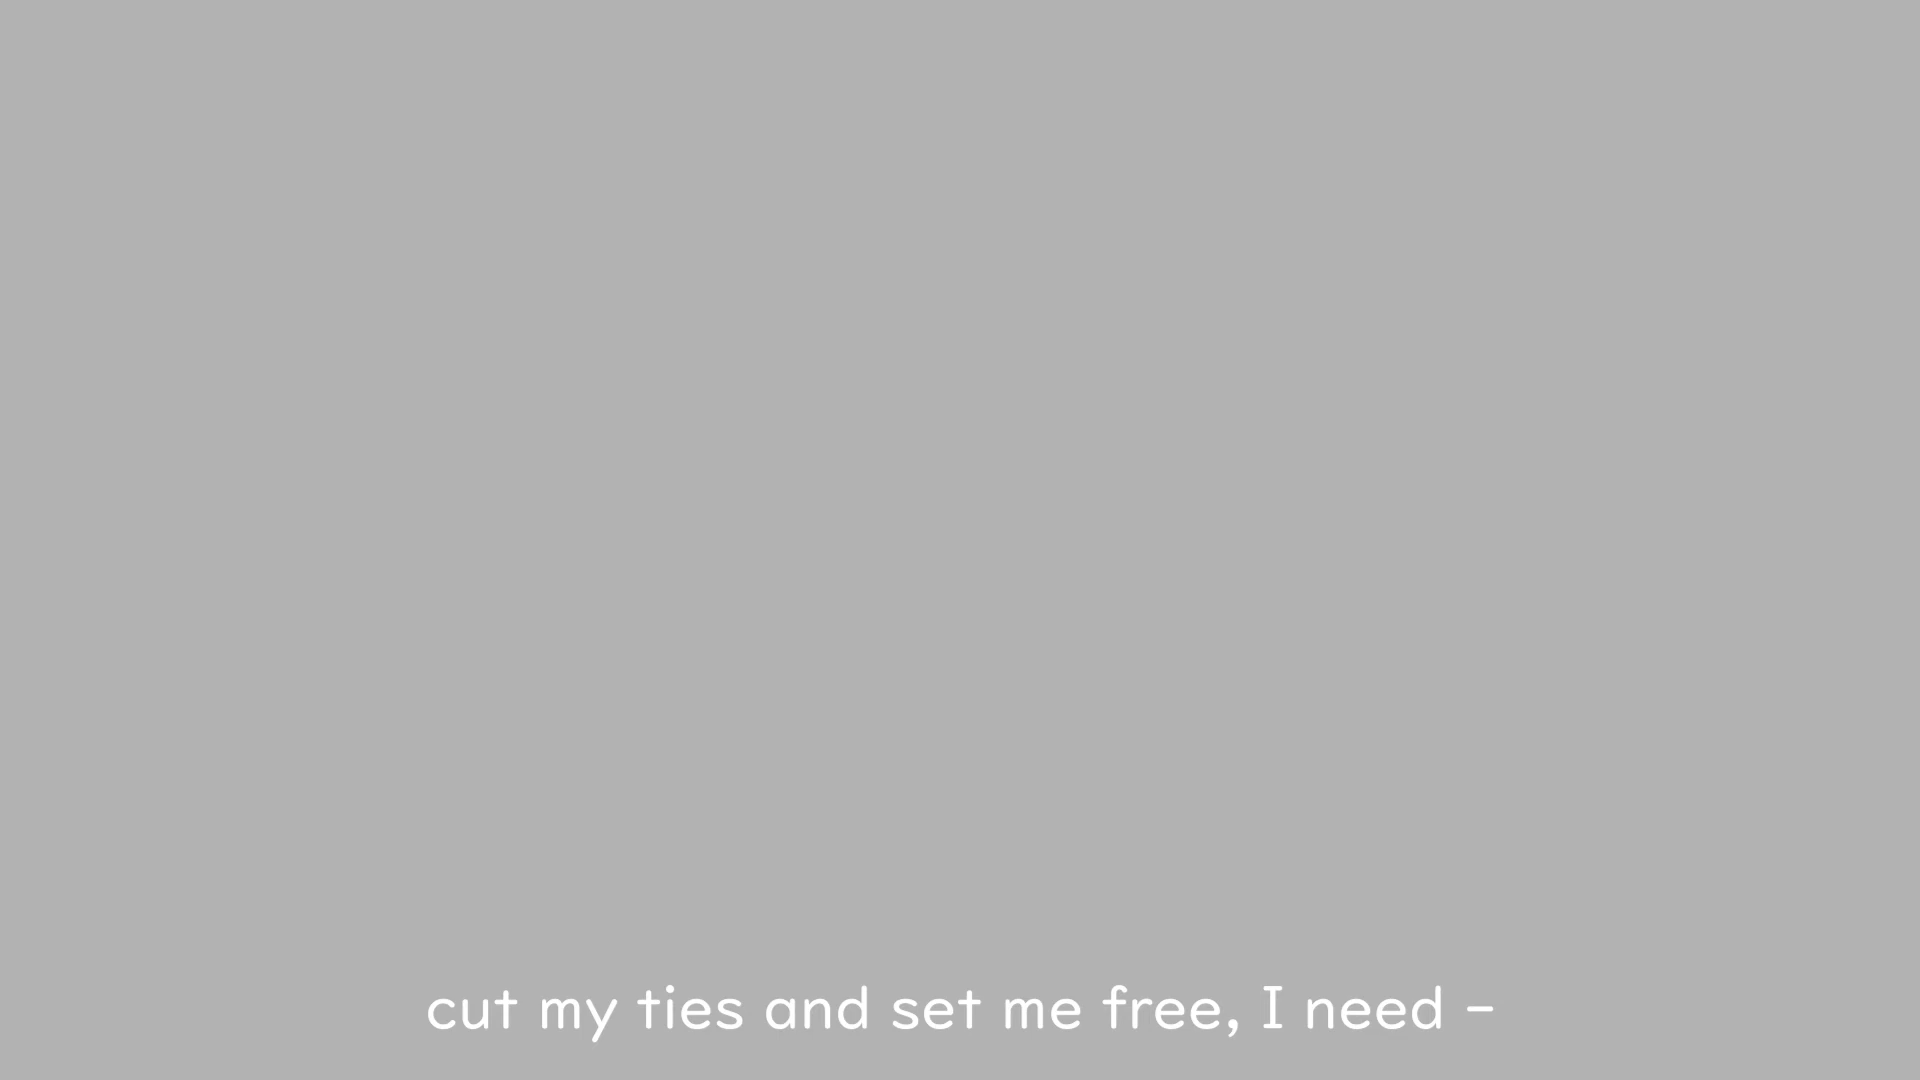 cut my ties and set me free, I need –